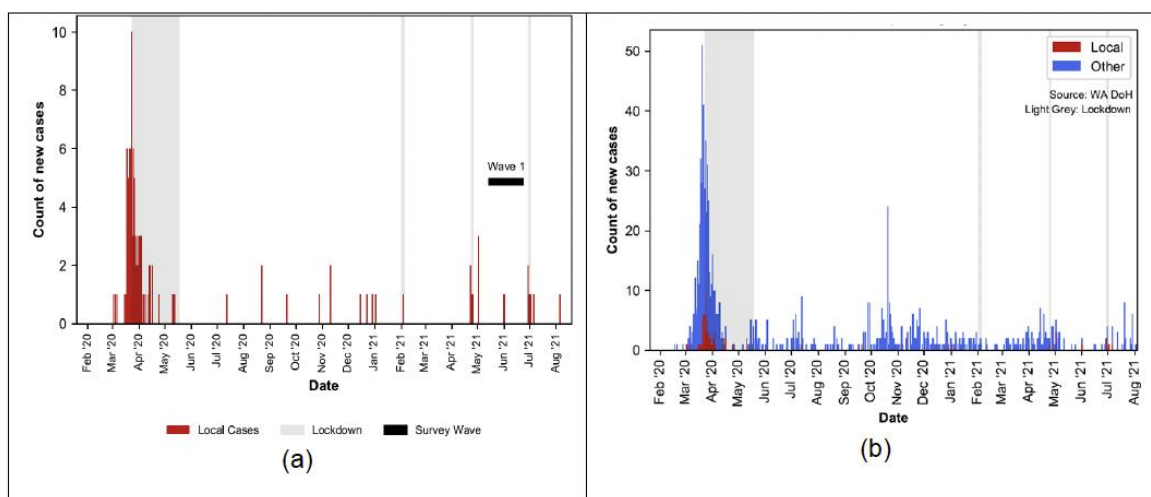 Count of new cases
10
8
6
4
2
0
Wave 1
Feb '20
Mar '20
Apr '20
May '20
Jun '20
Jul '20
Aug '20
Sep '20
Oct '20
Nov '20
Dec '20
Jan '21
Feb '21
Mar '21
Apr '21
May '21
Jun '21
Jul '21
Aug '21
Date
Local Cases
Lockdown
Survey Wave
(a)
Count of new cases
50
40
30
20
10
0
Local
Other
Source: WA DoH
Light Grey: Lockdown
Feb '20
Mar '20
Apr '20
May '20
Jun '20
Jul '20
Aug '20
Sep '20
Oct '20
Nov '20
Dec '20
Jan '21
Feb '21
Mar '21
Apr '21
May '21
Jun '21
Jul '21
Aug '21
Date
(b)